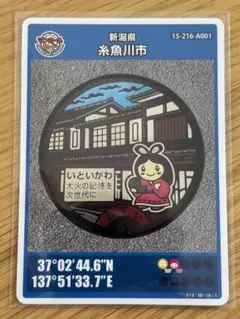 新潟県
糸魚川市
15-216-A001
いといがわ
大火の記憶を
次世代に
37°02'44.6"N
137°51'33.7"E